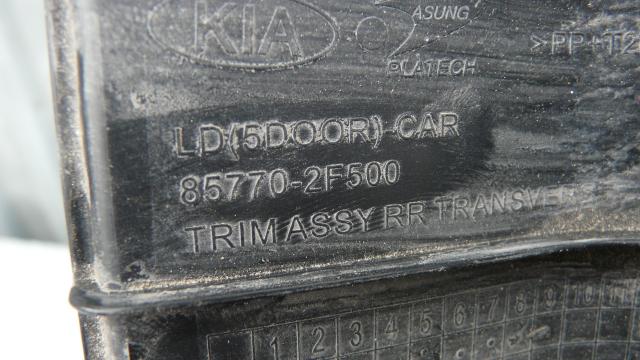 KIA
ASUNG
PLATECH
>PP+T2
LD(5DOOR)-CAR
85770-2F500
TRIM ASSY RR TRANSVE
1 2 3 4 5 6 7 8 9 10 11